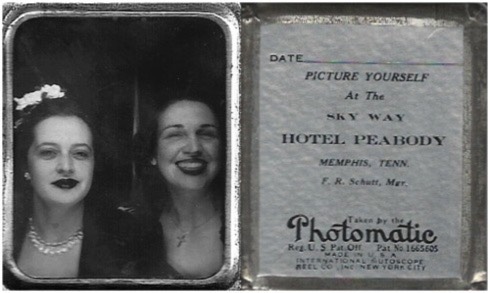 DATE
PICTURE YOURSELF
At The
SKY WAY
HOTEL PEABODY
MEMPHIS, TENN.
F. R. Schutt, Mgr.
Taken by the
Photomatic
Reg. U.S. Pat. Off. Pat. No. 1665605
MADE IN U.S.A.
INTERNATIONAL MUTOSCOPE
REEL CO., INC. NEW YORK CITY